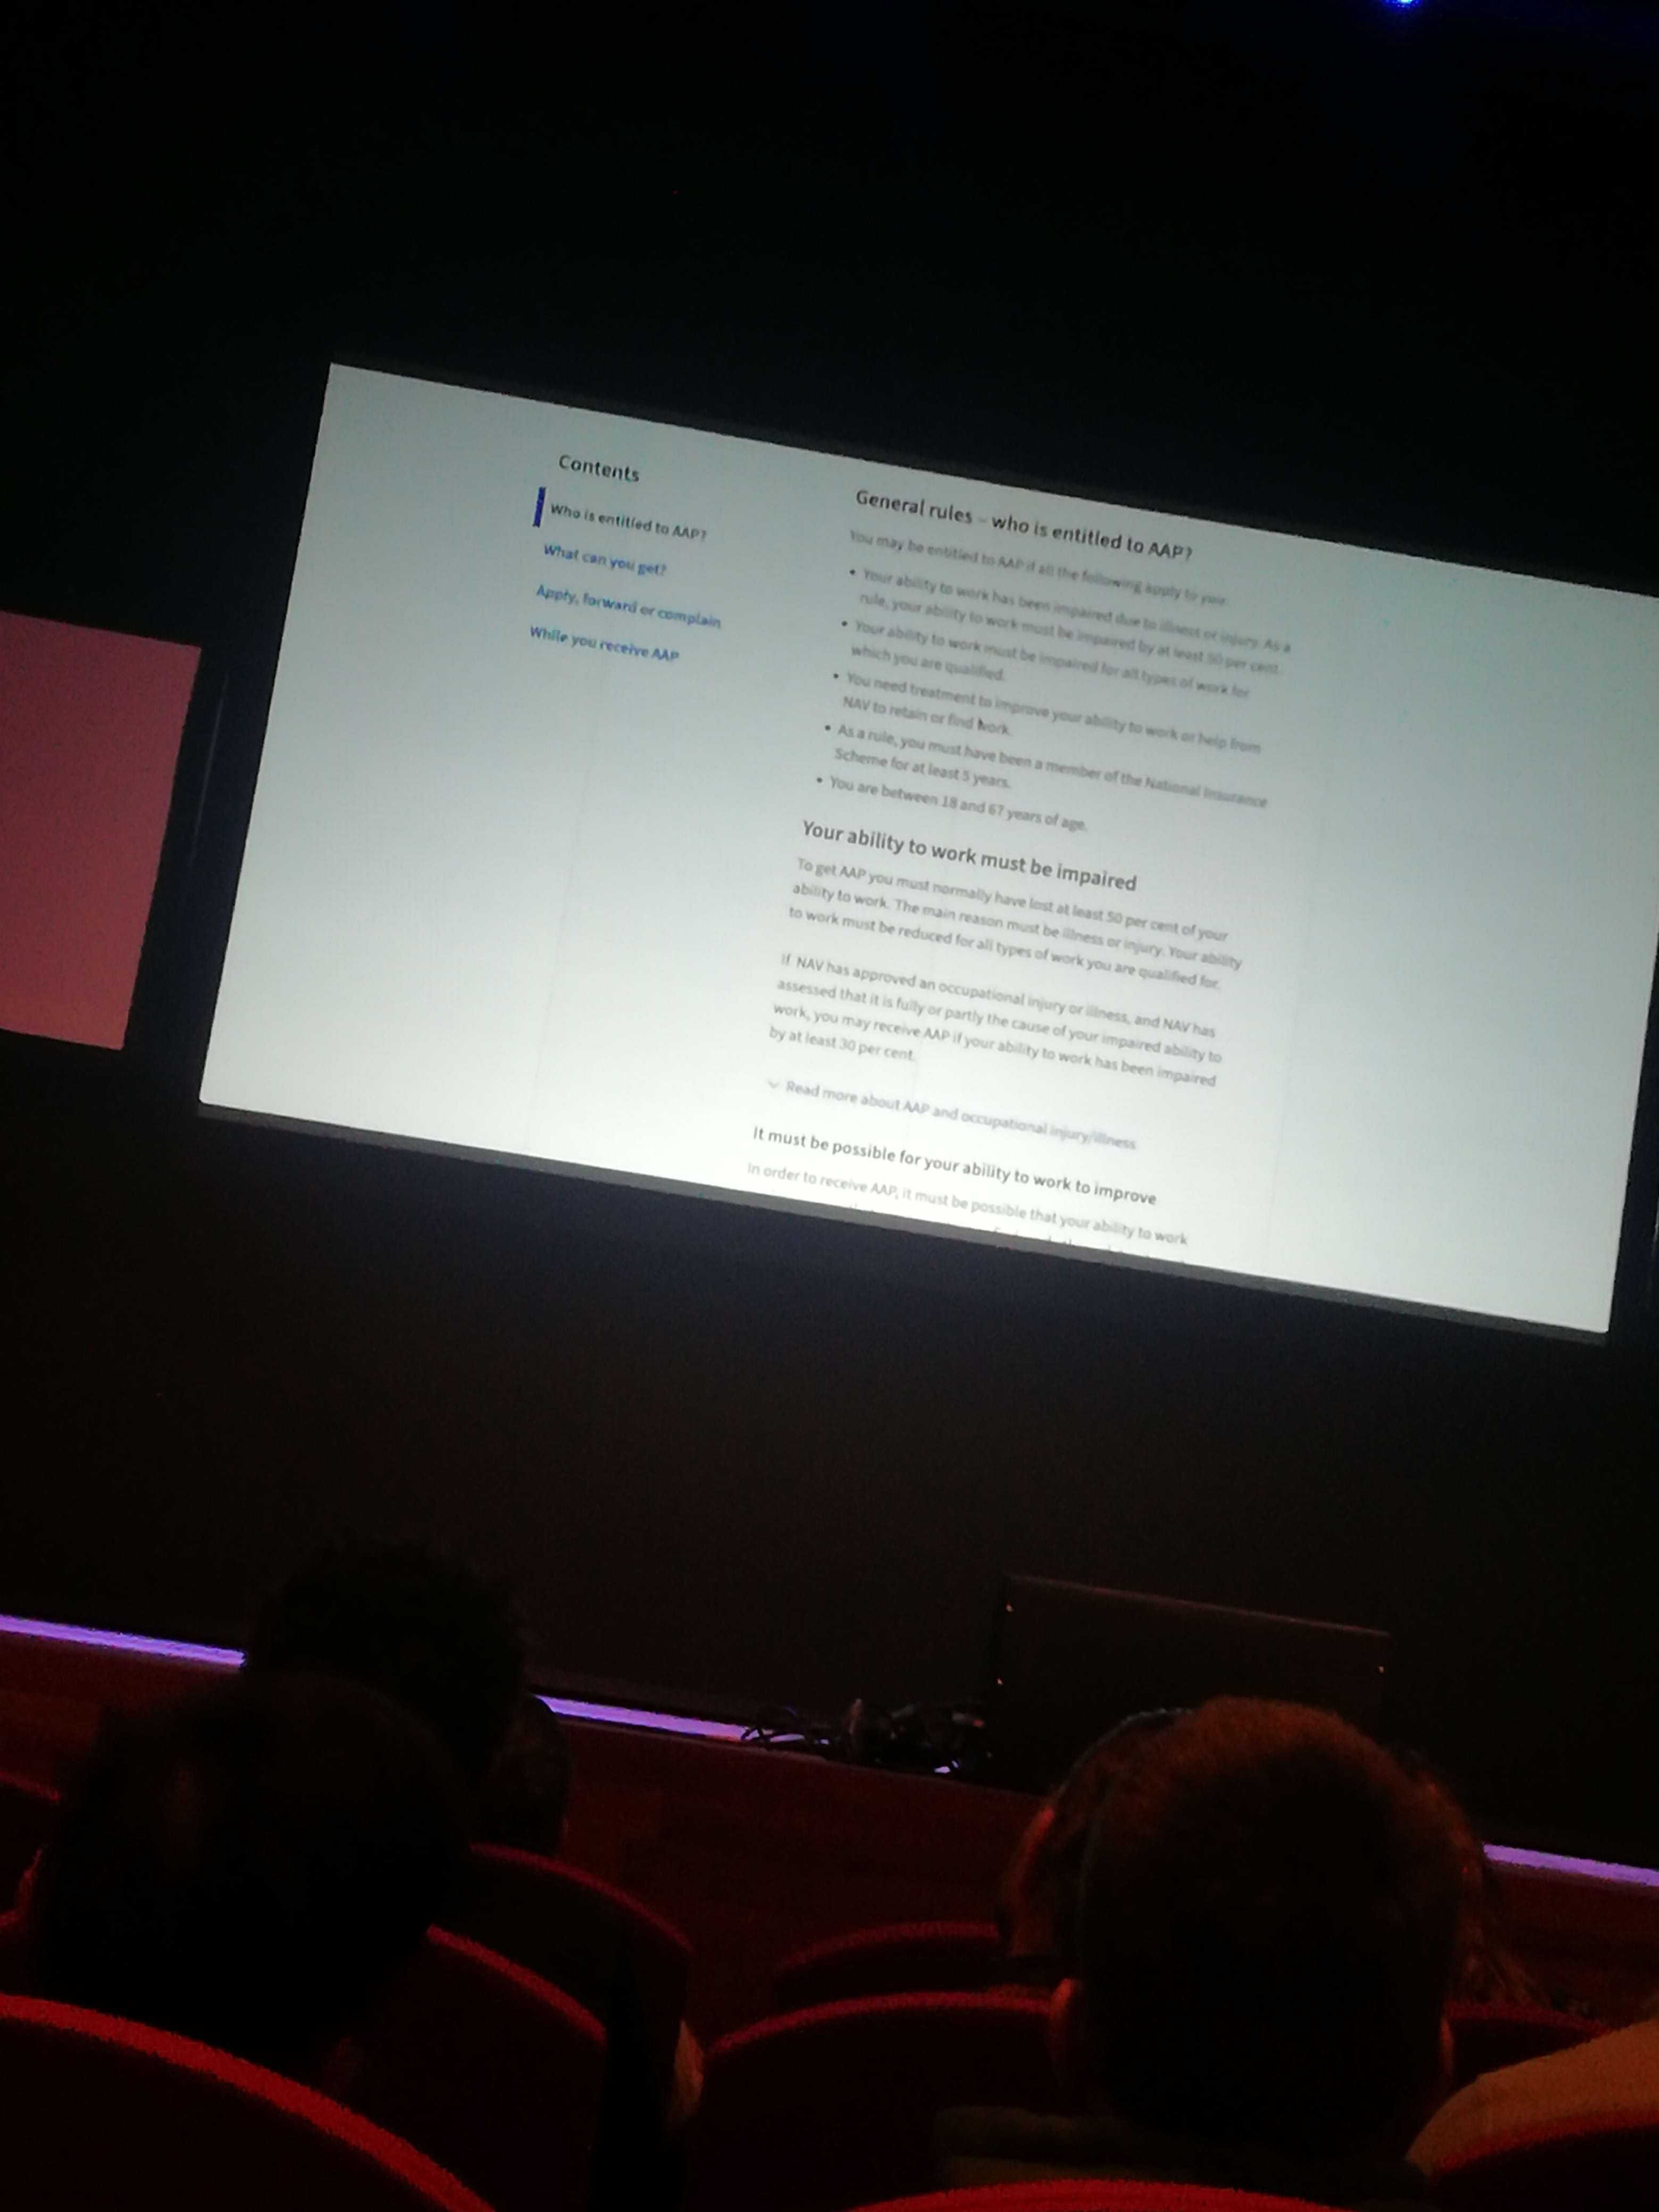 Contents
Who is entitled to AAP?
What can you get?
Apply, forward or complain
While you receive AAP
General rules – who is entitled to AAP?
You may be entitled to AAP if all the following apply to you:
• Your ability to work has been impaired due to illness or injury. As a
rule, your ability to work must be impaired by at least 50 per cent.
• Your ability to work must be impaired for all types of work for
which you are qualified.
• You need treatment to improve your ability to work or help from
NAV to retain or find work.
• As a rule, you must have been a member of the National Insurance
Scheme for at least 5 years.
• You are between 18 and 67 years of age.
Your ability to work must be impaired
To get AAP you must normally have lost at least 50 per cent of your
ability to work. The main reason must be illness or injury. Your ability
to work must be reduced for all types of work you are qualified for.
If NAV has approved an occupational injury or illness, and NAV has
assessed that it is fully or partly the cause of your impaired ability to
work, you may receive AAP if your ability to work has been impaired
by at least 30 per cent.
Read more about AAP and occupational injury/illness
It must be possible for your ability to work to improve
In order to receive AAP, it must be possible that your ability to work